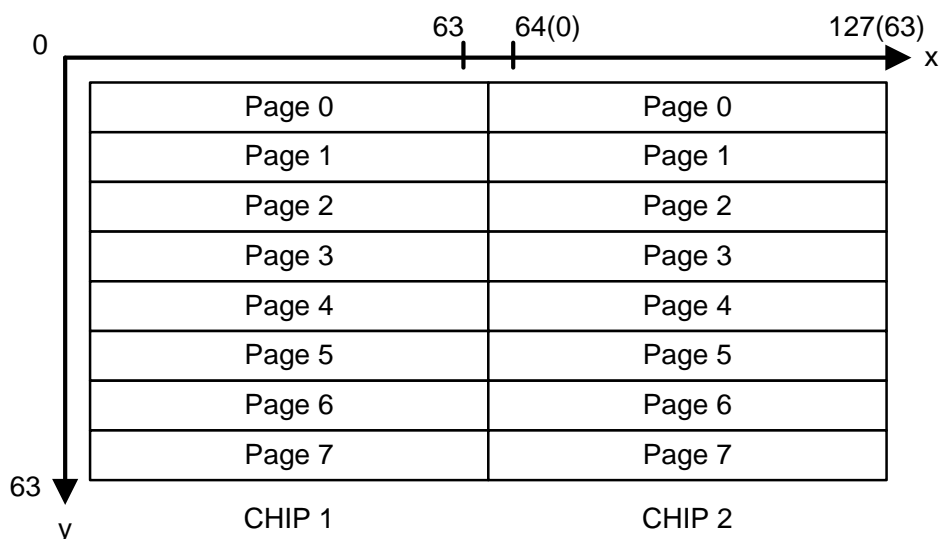 63 64(0) 127(63)
0
x
Page 0 Page 0
Page 1 Page 1
Page 2 Page 2
Page 3 Page 3
Page 4 Page 4
Page 5 Page 5
Page 6 Page 6
Page 7 Page 7
63
y
CHIP 1 CHIP 2